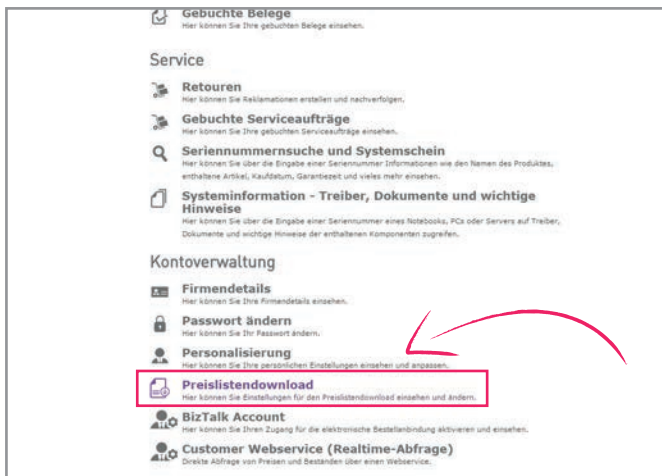 Gebuchte Belege
Hier können Sie Ihre gebuchten Belege einsehen.
Service
Retouren
Hier können Sie Reklamationen erstellen und nachverfolgen.
Gebuchte Serviceaufträge
Hier können Sie Ihre gebuchten Serviceaufträge einsehen.
Seriennummernsuche und Systemschein
Hier können Sie über die Eingabe einer Seriennummer Informationen wie den Namen des Produktes,
enthaltene Artikel, Kaufdatum, Garantiezeit und vieles mehr einsehen.
Systeminformation - Treiber, Dokumente und wichtige
Hinweise
Hier können Sie über die Eingabe einer Seriennummer eines Notebooks, PCs oder Servers auf Treiber,
Dokumente und wichtige Hinweise der enthaltenen Komponenten zugreifen.
Kontoverwaltung
Firmendetails
Hier können Sie Ihre Firmendetails einsehen.
Passwort ändern
Hier können Sie Ihr Passwort ändern.
Personalisierung
Hier können Sie Ihre persönlichen Einstellungen einsehen und anpassen.
Preislistendownload
Hier können Sie Einstellungen für den Preislistendownload einsehen und ändern.
BizTalk Account
Hier können Sie Ihren Zugang für die elektronische Bestellanbindung aktivieren und einsehen.
Customer Webservice (Realtime-Abfrage)
Direkte Abfrage von Preisen und Beständen über einen Webservice.